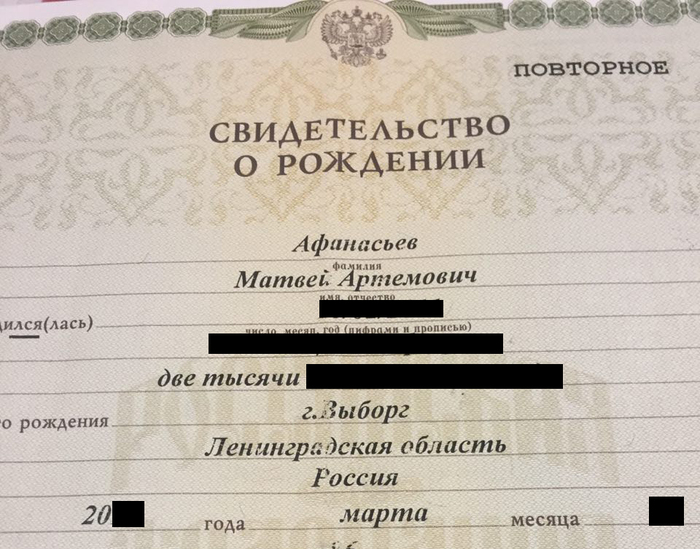 ПОВТОРНОЕ
СВИДЕТЕЛЬСТВО
О РОЖДЕНИИ
Афанасьев
фамилия
Матвей Артемович
имя, отчество
ился(лась)
число, месяц, год (цифрами и прописью)
две тысячи
о рождения г.Выборг
Ленинградская область
Россия
20 года марта месяца